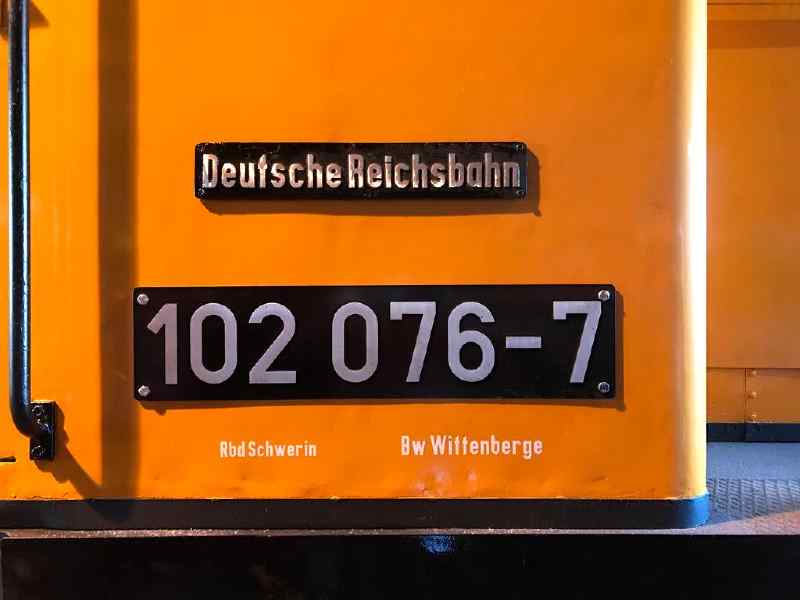 Deutsche Reichsbahn
102 076-7
Rbd Schwerin Bw Wittenberge